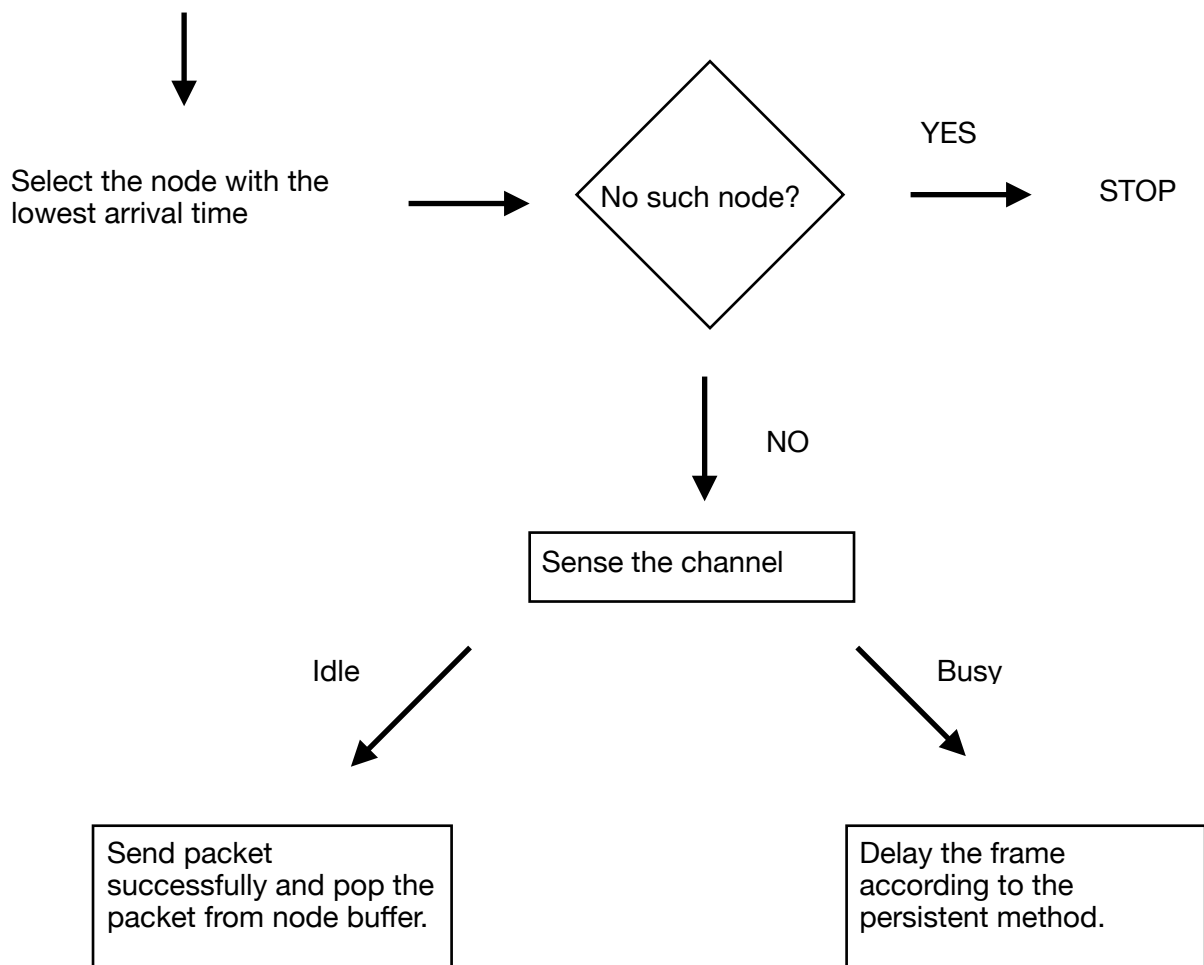 YES
Select the node with the
lowest arrival time
No such node?
STOP
NO
Sense the channel
Idle
Busy
Send packet
successfully and pop the
packet from node buffer.
Delay the frame
according to the
persistent method.